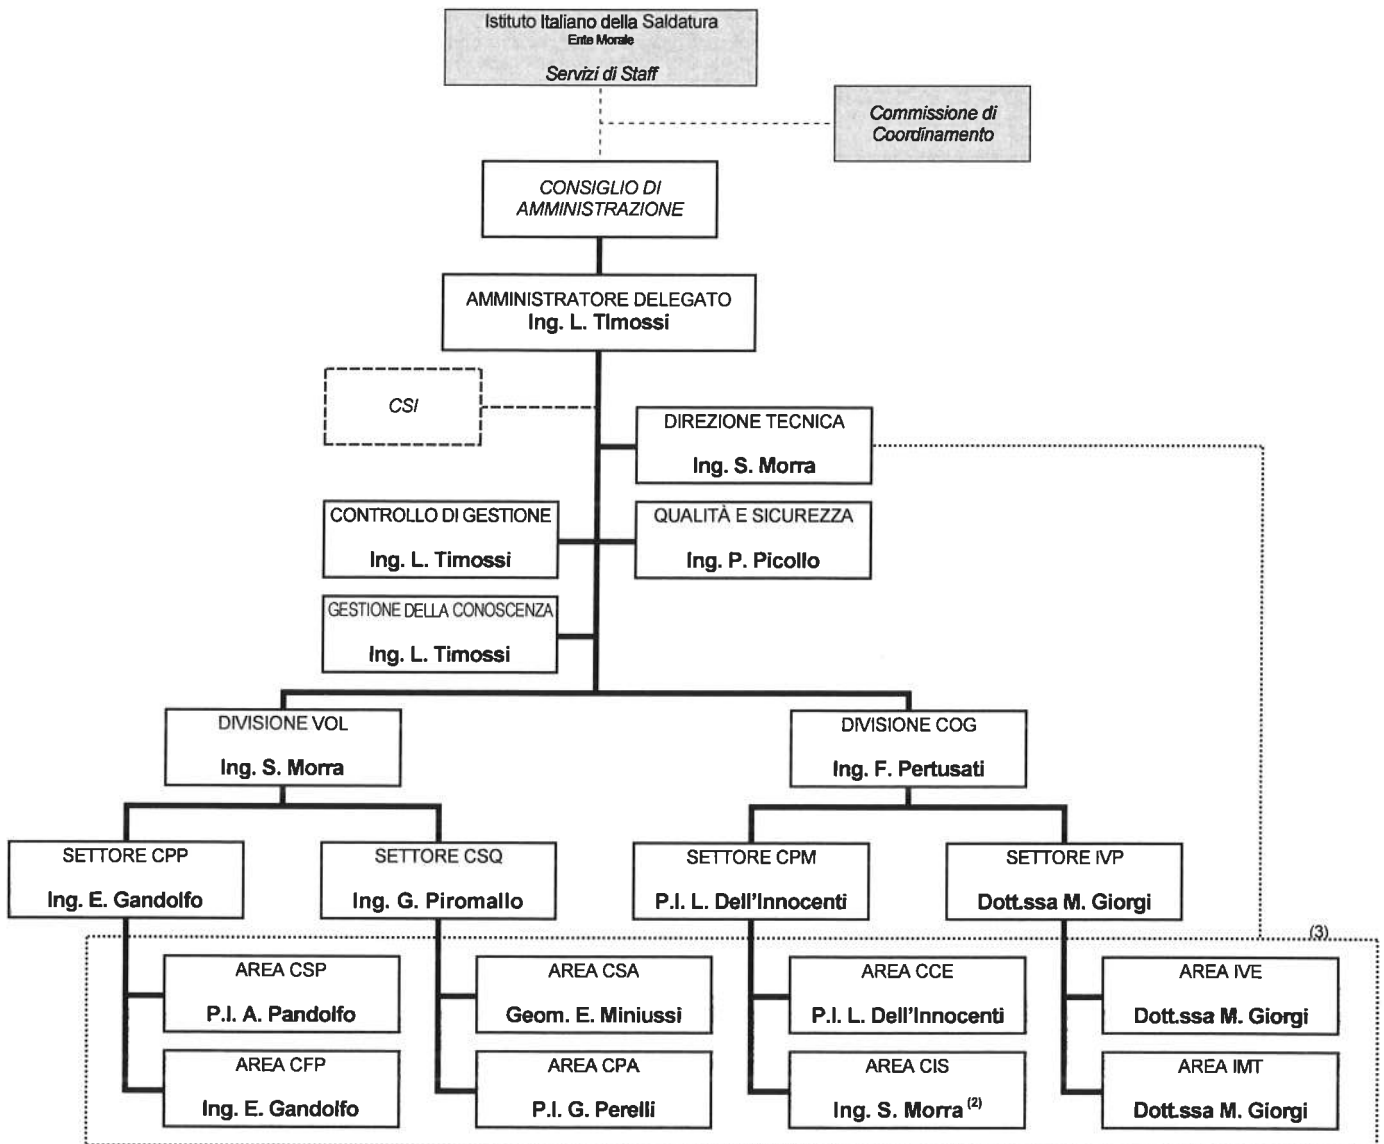 Istituto Italiano della Saldatura
Ente Morale
Servizi di Staff
Commissione di
Coordinamento
CONSIGLIO DI
AMMINISTRAZIONE
AMMINISTRATORE DELEGATO
Ing. L. TImossi
CSI
DIREZIONE TECNICA
Ing. S. Morra
CONTROLLO DI GESTIONE
Ing. L. Timossi
QUALITÀ E SICUREZZA
Ing. P. Picollo
GESTIONE DELLA CONOSCENZA
Ing. L. Timossi
DIVISIONE VOL
Ing. S. Morra
DIVISIONE COG
Ing. F. Pertusati
SETTORE CPP
Ing. E. Gandolfo
SETTORE CSQ
Ing. G. Piromallo
SETTORE CPM
P.I. L. Dell'Innocenti
SETTORE IVP
Dott.ssa M. Giorgi
(3)
AREA CSP
P.I. A. Pandolfo
AREA CSA
Geom. E. Miniussi
AREA CCE
P.I. L. Dell'Innocenti
AREA IVE
Dott.ssa M. Giorgi
AREA CFP
Ing. E. Gandolfo
AREA CPA
P.I. G. Perelli
AREA CIS
Ing. S. Morra (2)
AREA IMT
Dott.ssa M. Giorgi